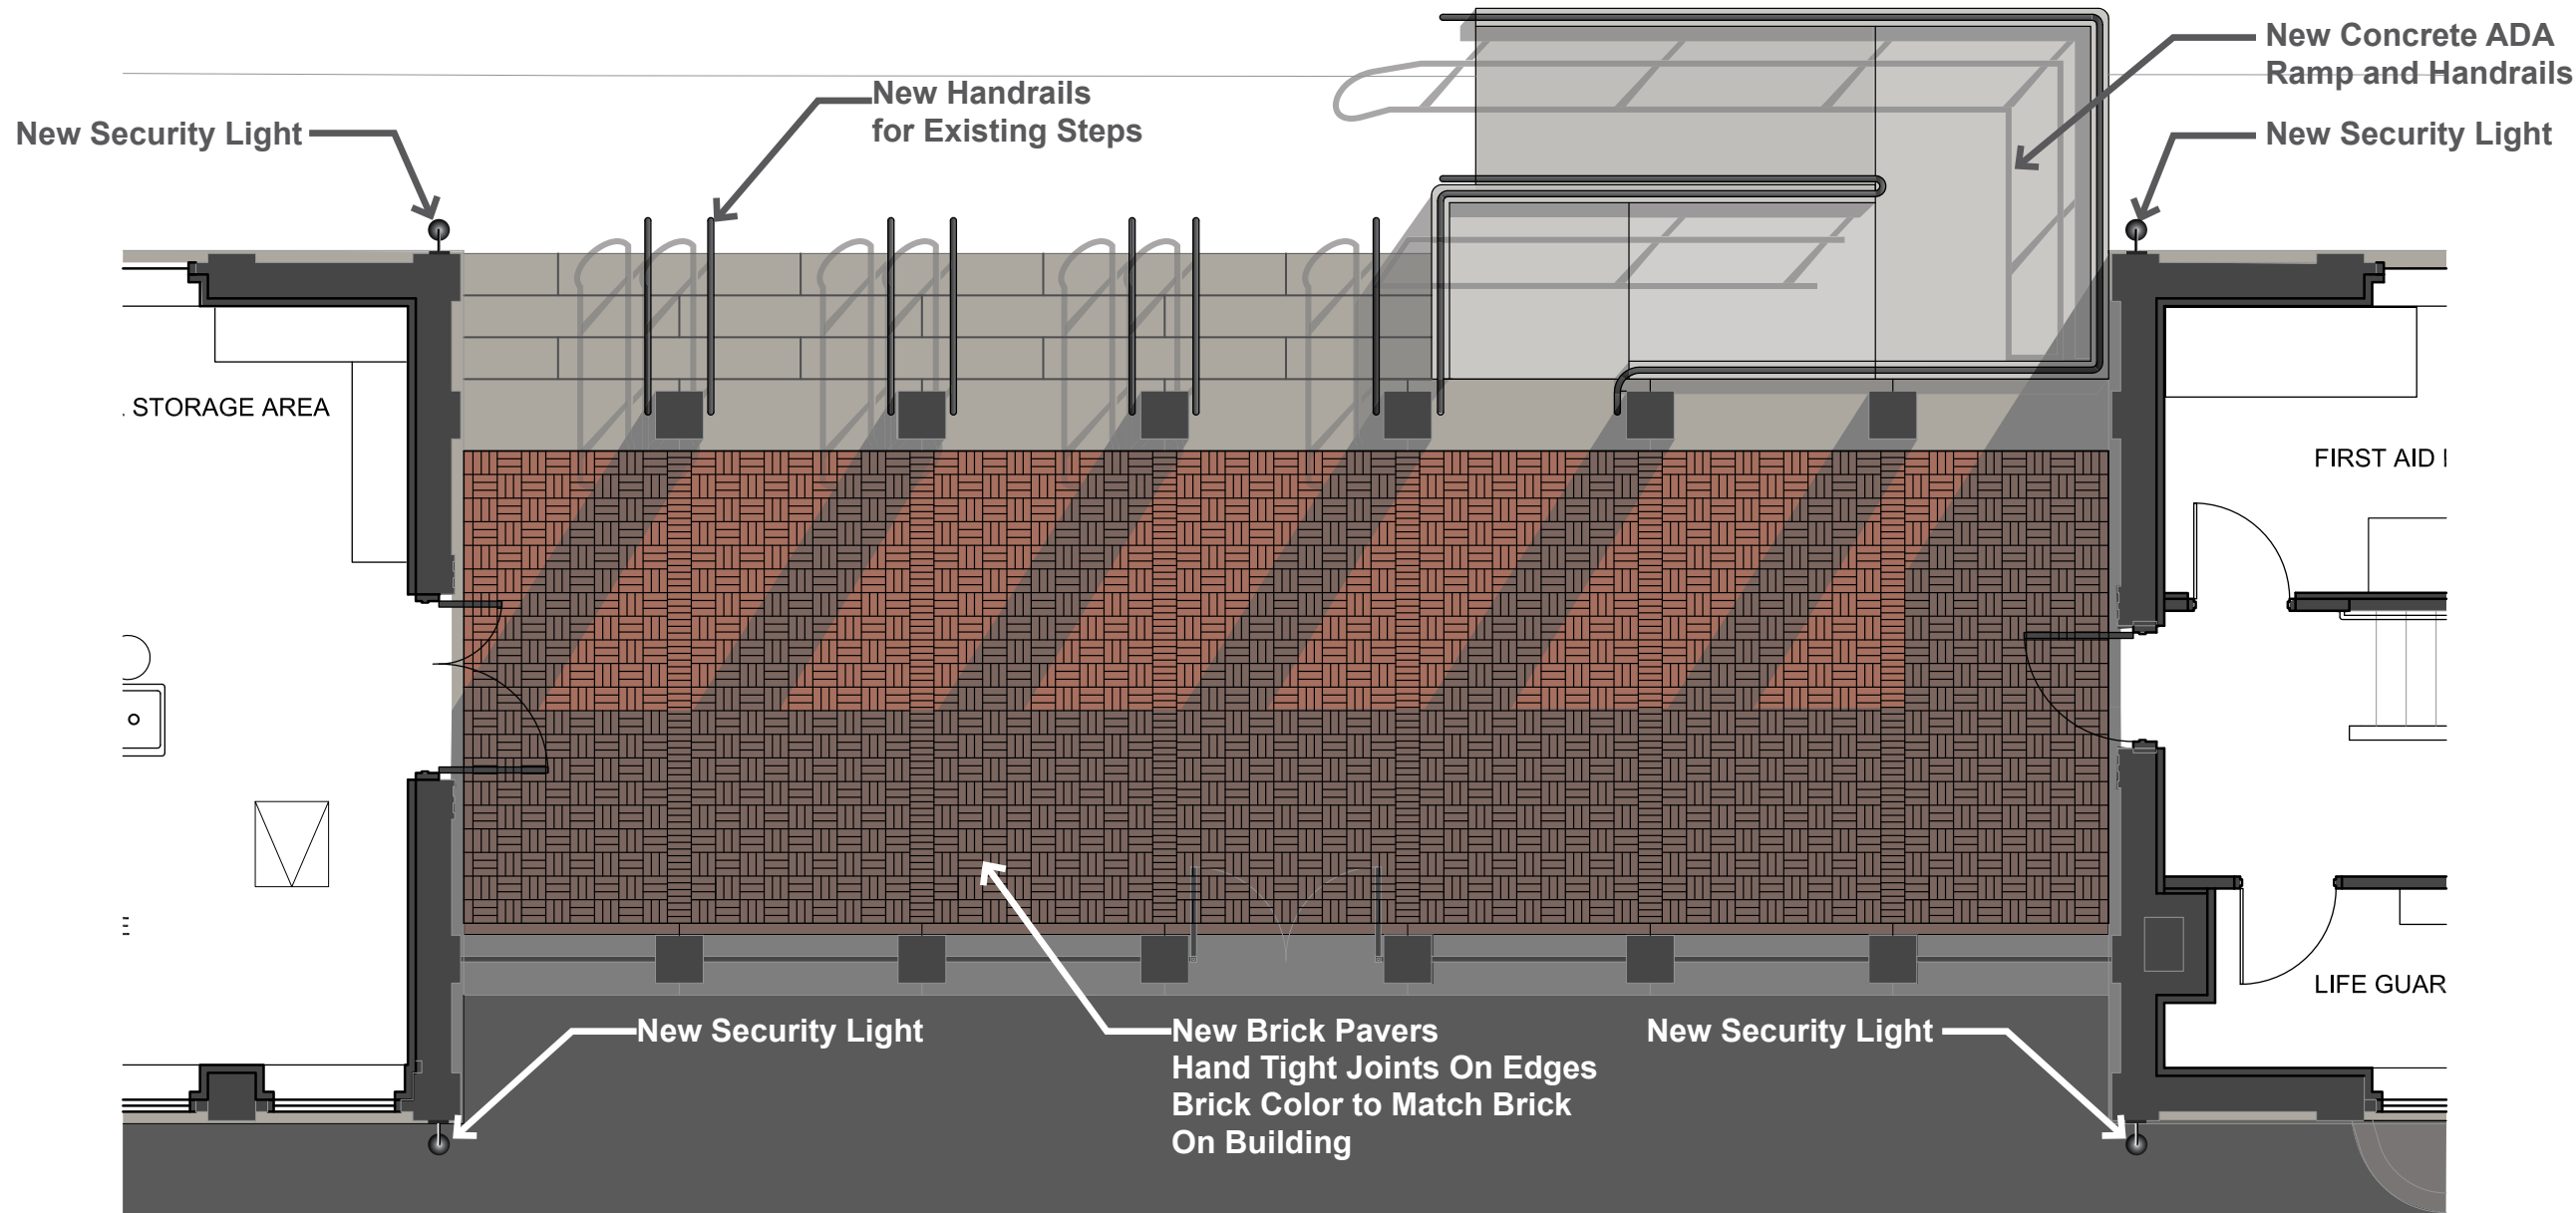 New Concrete ADA
Ramp and Handrails
New Handrails
for Existing Steps
New Security Light
New Security Light
. STORAGE AREA
FIRST AID
LIFE GUAR
New Security Light
New Brick Pavers
Hand Tight Joints On Edges
Brick Color to Match Brick
On Building
New Security Light